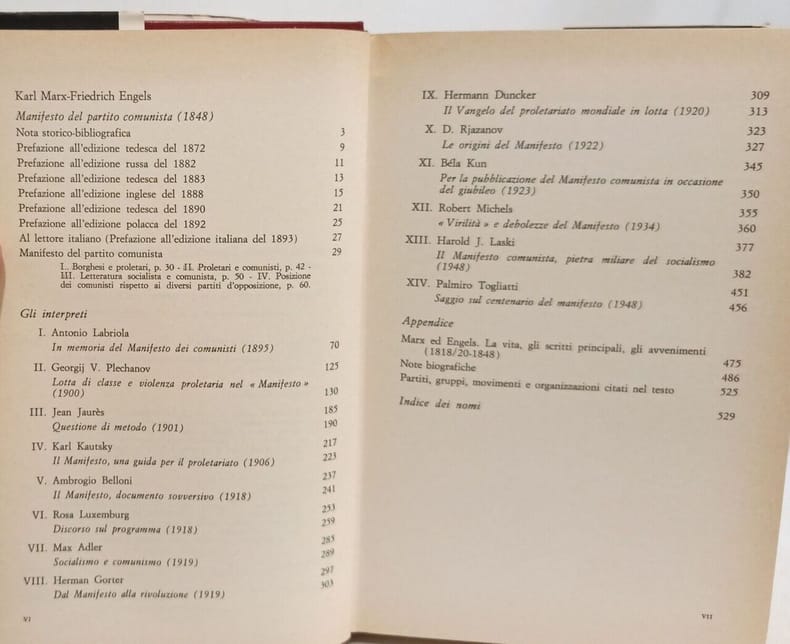 Karl Marx-Friedrich Engels
Manifesto del partito comunista (1848)
Nota storico-bibliografica 3
Prefazione all'edizione tedesca del 1872 9
Prefazione all'edizione russa del 1882 11
Prefazione all'edizione tedesca del 1883 13
Prefazione all'edizione inglese del 1888 15
Prefazione all'edizione tedesca del 1890 21
Prefazione all'edizione polacca del 1892 25
Al lettore italiano (Prefazione all'edizione italiana del 1893) 27
Manifesto del partito comunista 29
I. Borghesi e proletari, p. 30 - II. Proletari e comunisti, p. 42 -
III. Letteratura socialista e comunista, p. 50 - IV. Posizione
dei comunisti rispetto ai diversi partiti d'opposizione, p. 60.
Gli interpreti
I. Antonio Labriola
In memoria del Manifesto dei comunisti (1895) 70
II. Georgij V. Plechanov 125
Lotta di classe e violenza proletaria nel « Manifesto »
(1900) 130
III. Jean Jaurès 185
Questione di metodo (1901) 190
IV. Karl Kautsky 217
Il Manifesto, una guida per il proletariato (1906) 223
V. Ambrogio Belloni 237
Il Manifesto, documento sovversivo (1918) 241
VI. Rosa Luxemburg 253
Discorso sul programma (1918) 259
VII. Max Adler 285
Socialismo e comunismo (1919) 289
VIII. Herman Gorter 297
Dal Manifesto alla rivoluzione (1919) 303
VI
IX. Hermann Duncker 309
Il Vangelo del proletariato mondiale in lotta (1920) 313
X. D. Rjazanov 323
Le origini del Manifesto (1922) 327
XI. Béla Kun 345
Per la pubblicazione del Manifesto comunista in occasione
del giubileo (1923) 350
XII. Robert Michels 355
« Virilità » e debolezze del Manifesto (1934) 360
XIII. Harold J. Laski 377
Il Manifesto comunista, pietra miliare del socialismo
(1948) 382
XIV. Palmiro Togliatti 451
Saggio sul centenario del manifesto (1948) 456
Appendice
Marx ed Engels. La vita, gli scritti principali, gli avvenimenti
(1818/20-1848) 475
Note biografiche 486
Partiti, gruppi, movimenti e organizzazioni citati nel testo 525
Indice dei nomi 529
VII